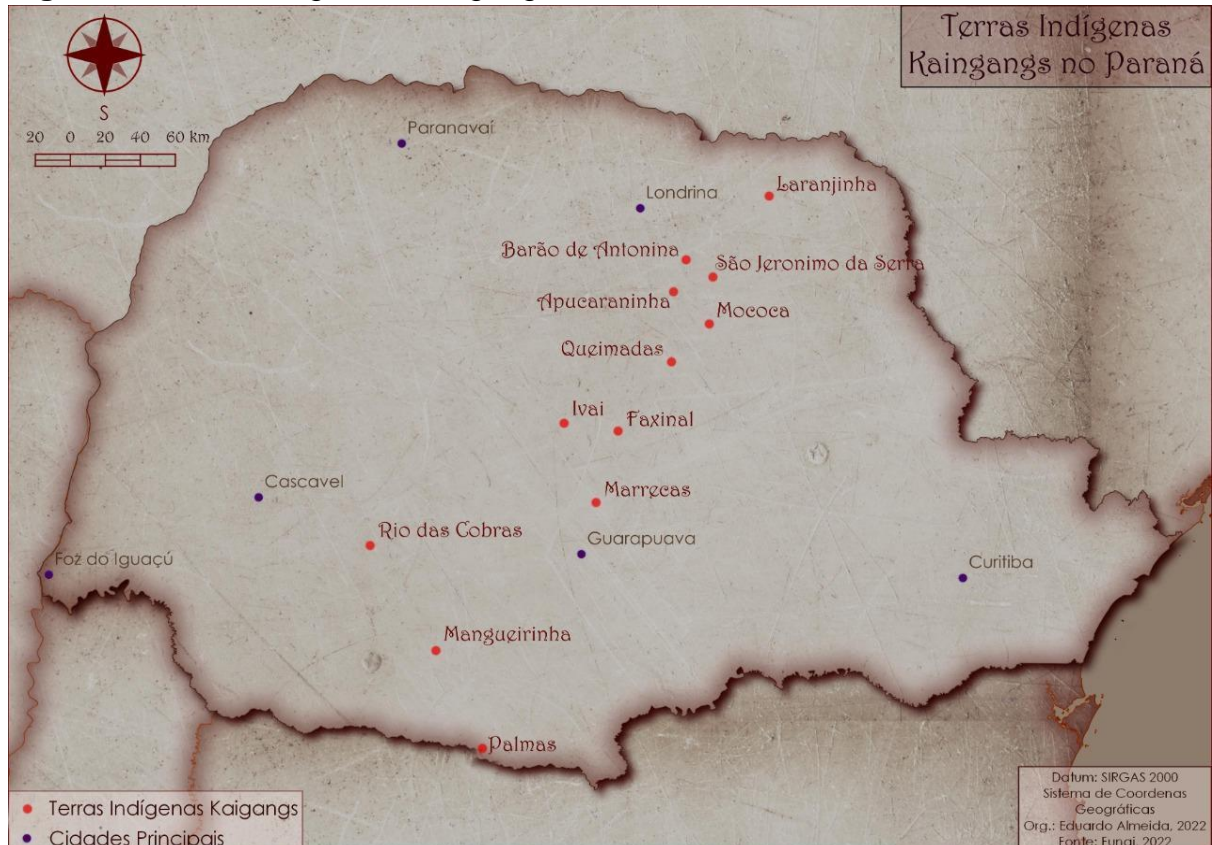 Terras Indígenas
Kaingangs no Paraná
S
20 0 20 40 60 km
Paranavaí
Londrina
Laranjinha
Barão de Antonina
São Jeronimo da Serra
Apucaraninha
Mococa
Queimadas
Ivai
Faxinal
Cascavel
Marrecas
Rio das Cobras
Guarapuava
Foz do Iguaçú
Curitiba
Mangueirinha
Palmas
Terras Indígenas Kaigangs
Cidades Principais
Datum: SIRGAS 2000
Sistema de Coordenas
Geográficas
Org.: Eduardo Almeida, 2022
Fonte: Funai, 2022